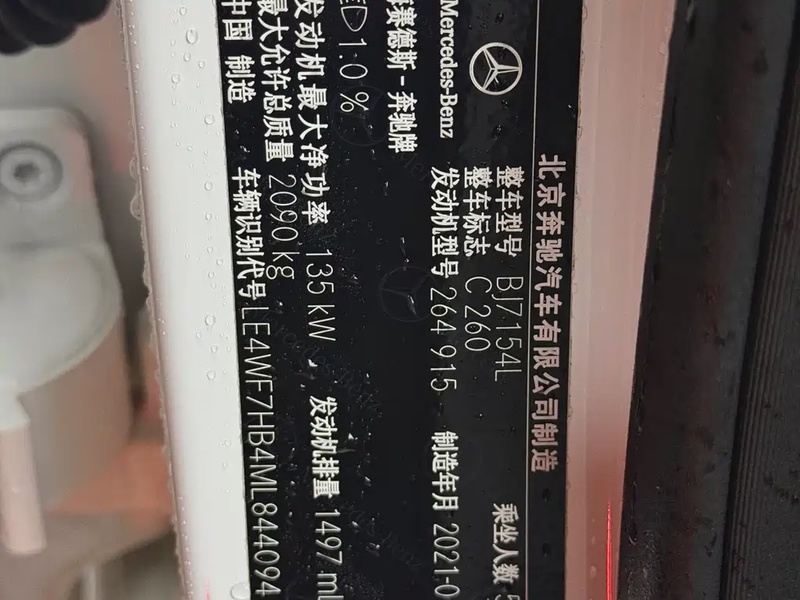 北京奔驰汽车有限公司制造
Mercedes-Benz
赛德斯-奔驰牌
整车型号 BJ7154L
乘坐人数
整车标志 C 260
发动机型号 264 915
制造年月 2021-0
1.0 %
发动机最大净功率 135 kW
发动机排量 1497 ml
最大允许总质量 2090 kg
中国 制造
车辆识别代号 LE4WF7HB4ML844094